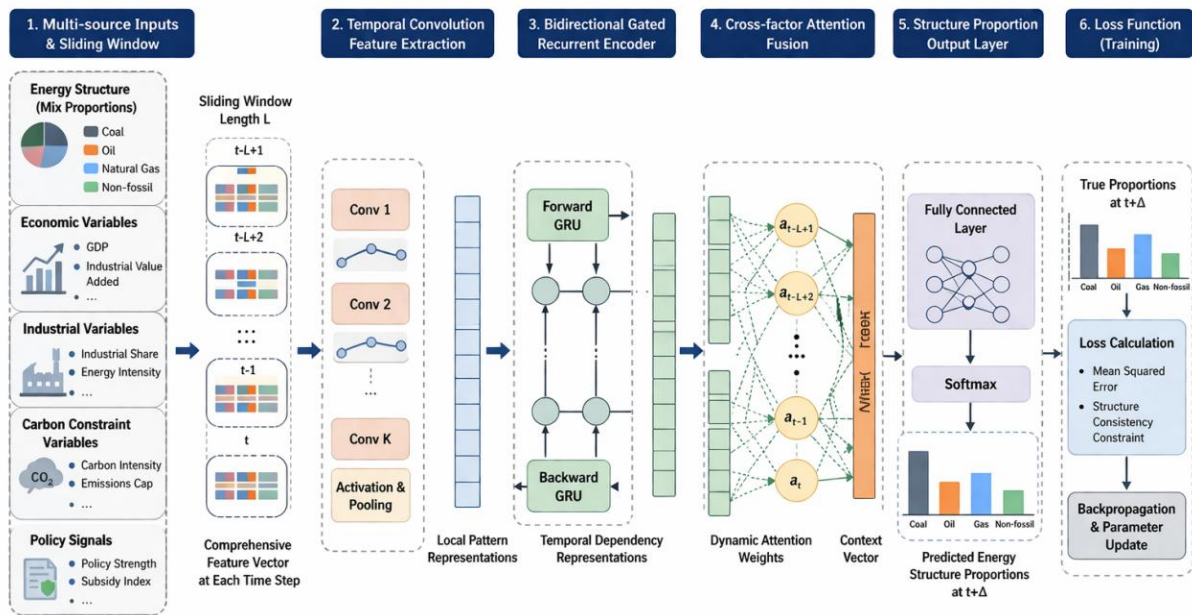 1. Multi-source Inputs
& Sliding Window
2. Temporal Convolution
Feature Extraction
3. Bidirectional Gated
Recurrent Encoder
4. Cross-factor Attention
Fusion
5. Structure Proportion
Output Layer
6. Loss Function
(Training)
Energy Structure
(Mix Proportions)
Coal
Oil
Natural Gas
Non-fossil
Economic Variables
• GDP
• Industrial Value
Added
• ...
Industrial Variables
• Industrial Share
• Energy Intensity
• ...
Carbon Constraint
Variables
CO₂
• Carbon Intensity
• Emissions Cap
• ...
Policy Signals
• Policy Strength
• Subsidy Index
• ...
Sliding Window
Length L
t-L+1
t-L+2
t-1
t
Comprehensive
Feature Vector
at Each Time Step
Conv 1
Conv 2
Conv K
Activation &
Pooling
Local Pattern
Representations
Forward
GRU
Backward
GRU
Temporal Dependency
Representations
a t-L+1
a t-L+2
a t-1
a t
Dynamic Attention
Weights
Context
Vector
Fully Connected
Layer
Softmax
Coal Oil Gas Non-fossil
Predicted Energy
Structure Proportions
at t+Δ
True Proportions
at t+Δ
Coal Oil Gas Non-fossil
Loss Calculation
• Mean Squared
Error
• Structure
Consistency
Constraint
Backpropagation
& Parameter
Update